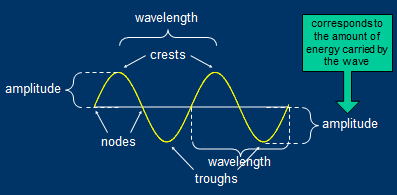 wavelength
crests
corresponds to
the amount of
energy carried by
the wave
amplitude
amplitude
nodes
wavelength
troughs